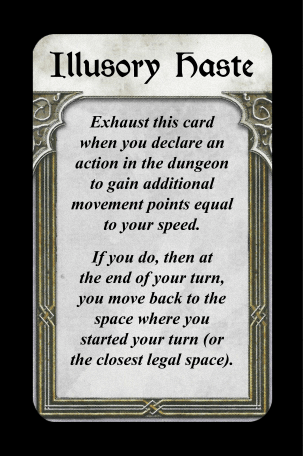 Illusory Haste
Exhaust this card
when you declare an
action in the dungeon
to gain additional
movement points equal
to your speed.
If you do, then at
the end of your turn,
you move back to the
space where you
started your turn (or
the closest legal space).